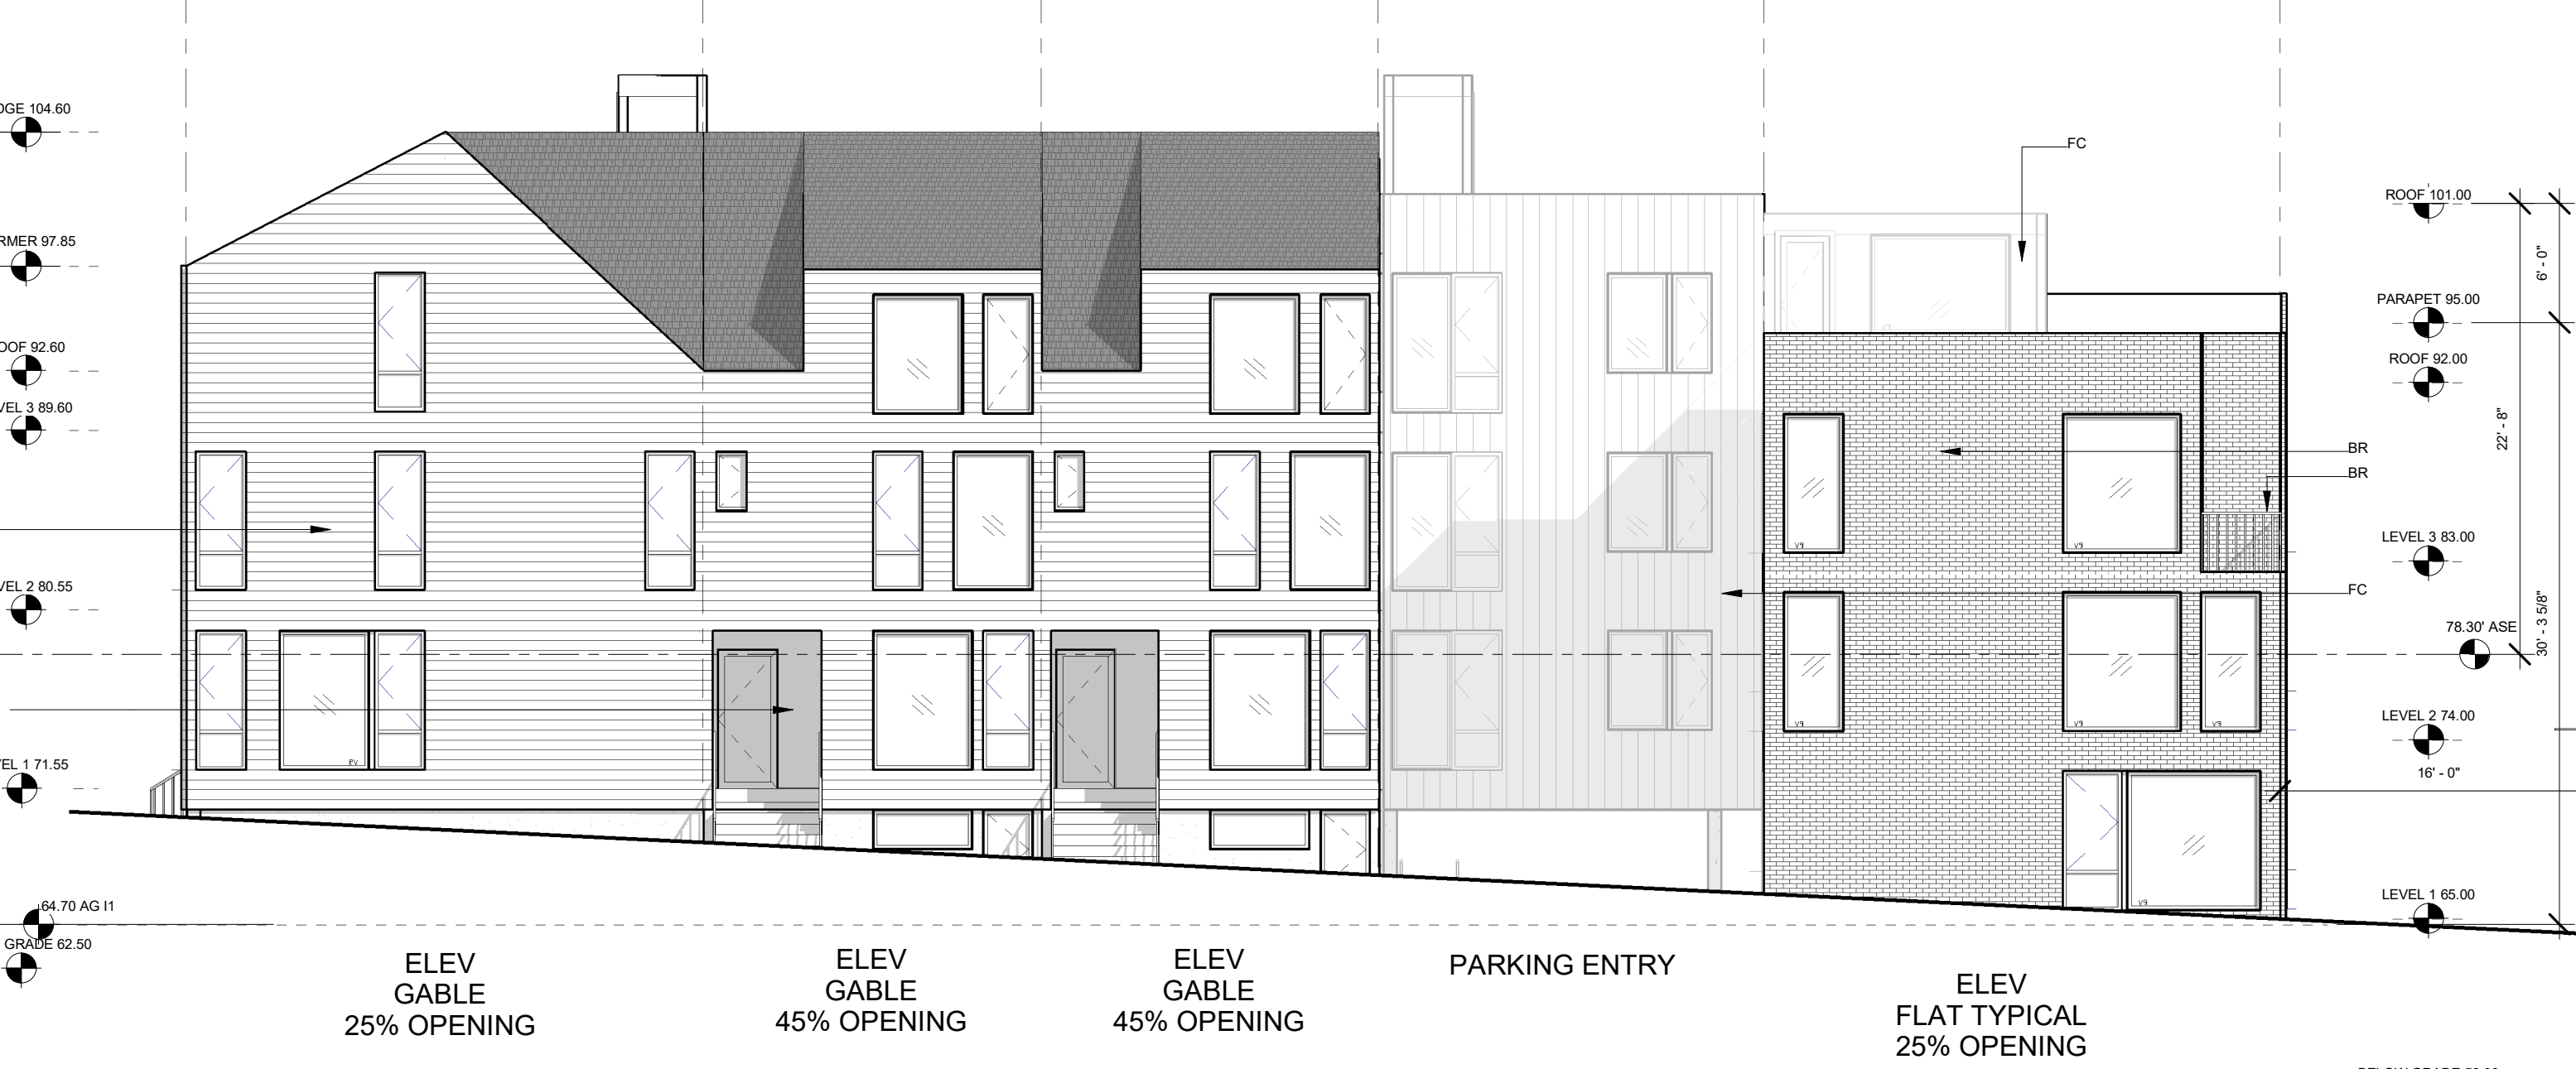 DGE 104.60
RMER 97.85
OOF 92.60
VEL 3 89.60
VEL 2 80.55
VEL 1 71.55
64.70 AG I1
GRADE 62.50
FC
ROOF 101.00
PARAPET 95.00
ROOF 92.00
BR
BR
LEVEL 3 83.00
FC
78.30' ASE
LEVEL 2 74.00
16' - 0"
LEVEL 1 65.00
6' - 0"
22' - 8"
30' - 3 5/8"
ELEV
GABLE
25% OPENING
ELEV
GABLE
45% OPENING
ELEV
GABLE
45% OPENING
PARKING ENTRY
ELEV
FLAT TYPICAL
25% OPENING